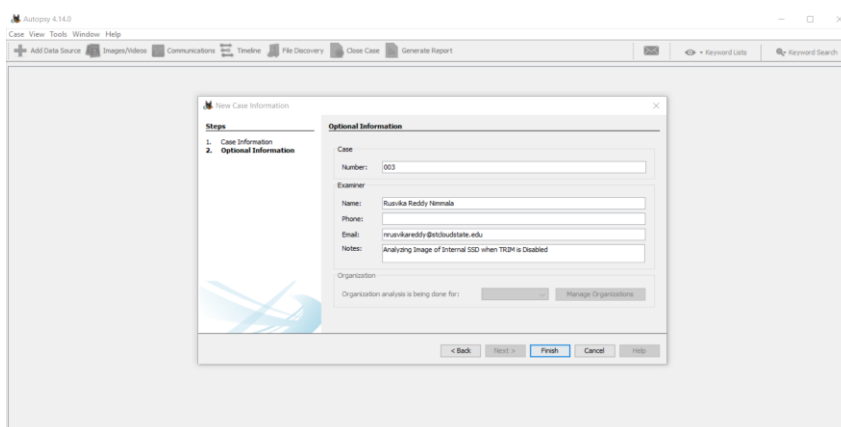 Autopsy 4.14.0
Case View Tools Window Help
Add Data Source Images/Videos Communications Timeline File Discovery Close Case Generate Report Keyword Lists Keyword Search
New Case Information
Steps
1. Case Information
2. Optional Information
Optional Information
Case
Number: 003
Examiner
Name: Rusvika Reddy Nimmala
Phone:
Email: nrusvikareddy@stcloudstate.edu
Notes: Analyzing Image of Internal SSD when TRIM is Disabled
Organization
Organization analysis is being done for: Manage Organizations
< Back Next > Finish Cancel Help